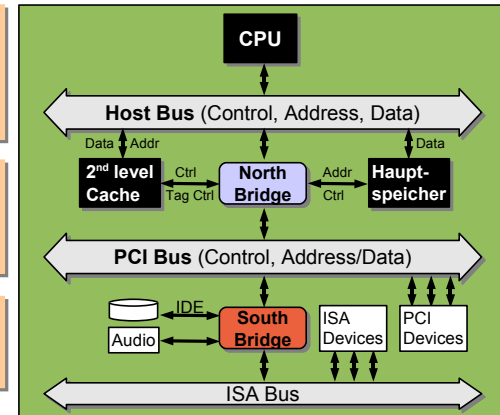 CPU
Host Bus (Control, Address, Data)
Data Addr
Data
2nd level
Cache
Ctrl
Tag Ctrl
North
Bridge
Addr
Ctrl
Haupt-
speicher
PCI Bus (Control, Address/Data)
IDE
Audio
South
Bridge
ISA
Devices
PCI
Devices
ISA Bus